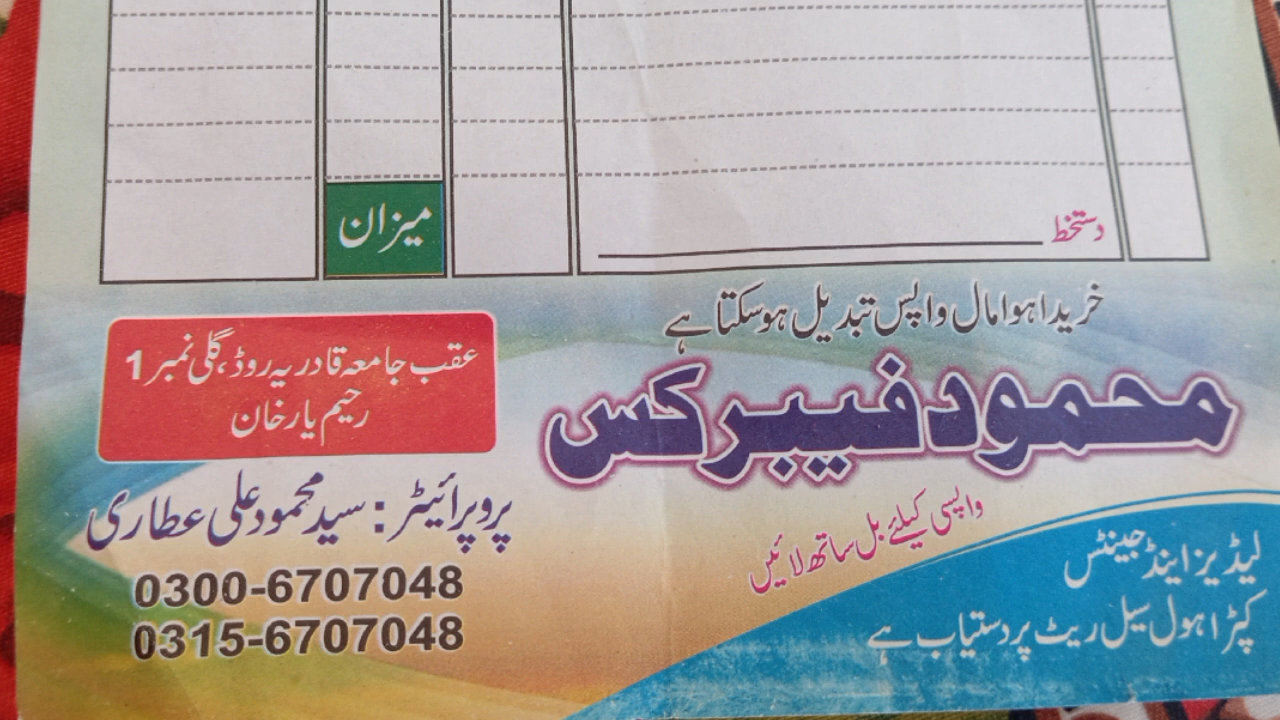 دستخط
میزان
خریدا ہوا مال واپس تبدیل ہوسکتا ہے
محمود فیبرکس
عقب جامعہ قادریہ روڈ، گلی نمبر 1
رحیم یار خان
پروپرائیٹر : سید محمود علی عطاری
0300-6707048
0315-6707048
واپسی کیلئے بل ساتھ لائیں
لیڈیز اینڈ جینٹس
کپڑا ہول سیل ریٹ پر دستیاب ہے